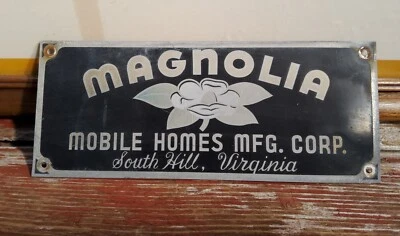 MAGNOLIA
MOBILE HOMES MFG. CORP.
South Hill, Virginia